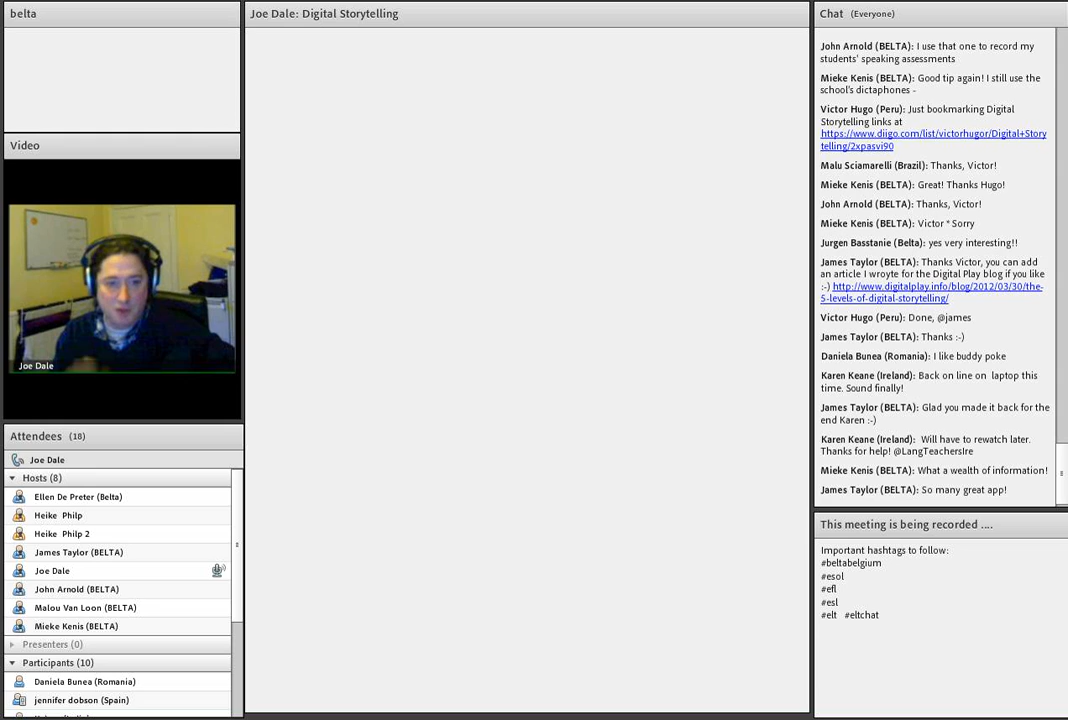 belta
Video
Joe Dale
Attendees (18)
Joe Dale
Hosts (8)
Ellen De Preter (Belta)
Heike Philp
Heike Philp 2
James Taylor (BELTA)
Joe Dale
John Arnold (BELTA)
Malou Van Loon (BELTA)
Mieke Kenis (BELTA)
Presenters (0)
Participants (10)
Daniela Bunea (Romania)
jennifer dobson (Spain)
Joe Dale: Digital Storytelling
Chat (Everyone)
John Arnold (BELTA): I use that one to record my
students' speaking assessments
Mieke Kenis (BELTA): Good tip again! I still use the
school's dictaphones -
Victor Hugo (Peru): Just bookmarking Digital
Storytelling links at
https://www.diigo.com/list/victorhugor/Digital+Story
telling/2xpasvi90
Malu Sciamarelli (Brazil): Thanks, Victor!
Mieke Kenis (BELTA): Great! Thanks Hugo!
John Arnold (BELTA): Thanks, Victor!
Mieke Kenis (BELTA): Victor * Sorry
Jurgen Basstanie (Belta): yes very interesting!!
James Taylor (BELTA): Thanks Victor, you can add
an article I wroyte for the Digital Play blog if you like
:-) http://www.digitalplay.info/blog/2012/03/30/the-
5-levels-of-digital-storytelling/
Victor Hugo (Peru): Done, @james
James Taylor (BELTA): Thanks :-)
Daniela Bunea (Romania): I like buddy poke
Karen Keane (Ireland): Back on line on laptop this
time. Sound finally!
James Taylor (BELTA): Glad you made it back for the
end Karen :-)
Karen Keane (Ireland): Will have to rewatch later.
Thanks for help! @LangTeachersIre
Mieke Kenis (BELTA): What a wealth of information!
James Taylor (BELTA): So many great app!
This meeting is being recorded ....
Important hashtags to follow:
#beltabelgium
#esol
#efl
#esl
#elt #eltchat